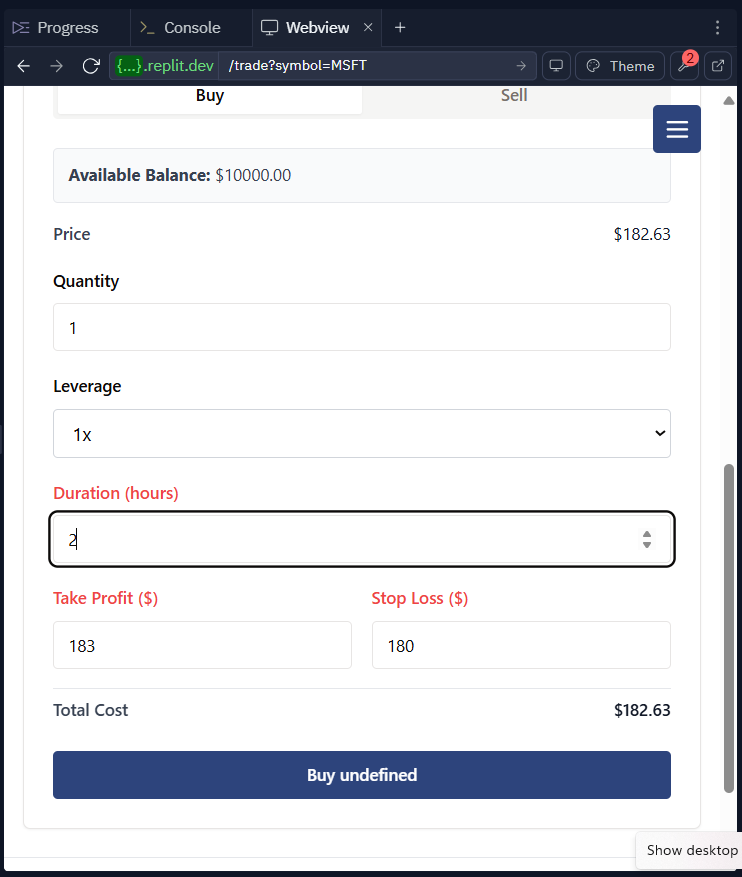 Progress Console Webview
{...}.replit.dev /trade?symbol=MSFT Theme 2
Buy Sell
Available Balance: $10000.00
Price $182.63
Quantity
1
Leverage
1x
Duration (hours)
2
Take Profit ($) Stop Loss ($)
183 180
Total Cost $182.63
Buy undefined
Show desktop